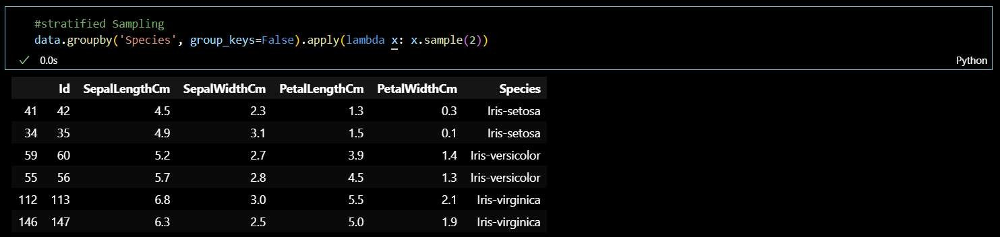 #stratified Sampling
data.groupby('Species', group_keys=False).apply(lambda x: x.sample(2))
0.0s Python
Id SepalLengthCm SepalWidthCm PetalLengthCm PetalWidthCm Species
41 42 4.5 2.3 1.3 0.3 Iris-setosa
34 35 4.9 3.1 1.5 0.1 Iris-setosa
59 60 5.2 2.7 3.9 1.4 Iris-versicolor
55 56 5.7 2.8 4.5 1.3 Iris-versicolor
112 113 6.8 3.0 5.5 2.1 Iris-virginica
146 147 6.3 2.5 5.0 1.9 Iris-virginica